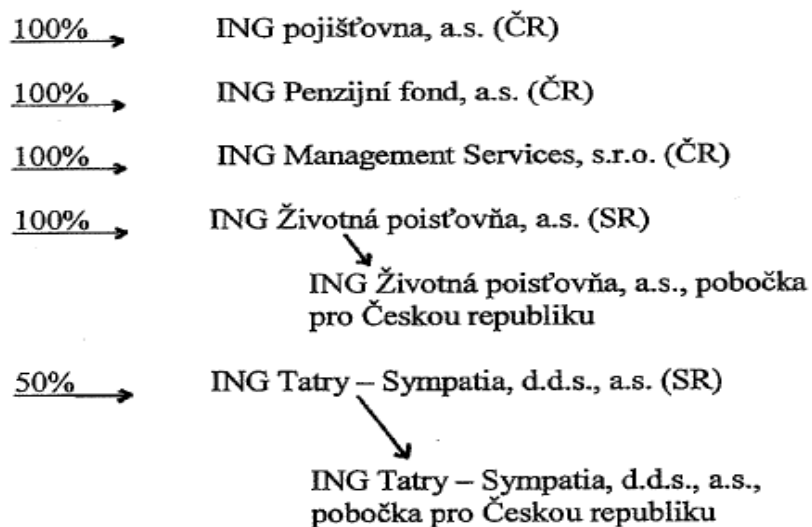 100% ING pojišťovna, a.s. (ČR)
100% ING Penzijní fond, a.s. (ČR)
100% ING Management Services, s.r.o. (ČR)
100% ING Životná poisťovňa, a.s. (SR)
ING Životná poisťovňa, a.s., pobočka
pro Českou republiku
50% ING Tatry – Sympatia, d.d.s., a.s. (SR)
ING Tatry – Sympatia, d.d.s., a.s.,
pobočka pro Českou republiku